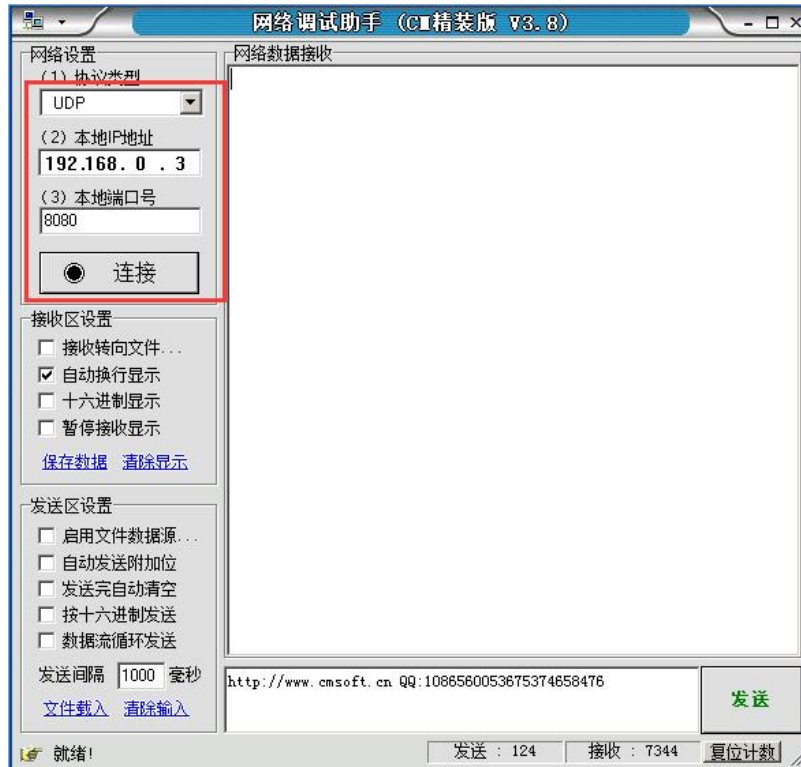 网络调试助手 (CM精装版 V3.8)
网络设置
(1) 协议类型
UDP
(2) 本地IP地址
192.168. 0 . 3
(3) 本地端口号
8080
连接
接收区设置
接收转向文件...
自动换行显示
十六进制显示
暂停接收显示
保存数据 清除显示
发送区设置
启用文件数据源...
自动发送附加位
发送完自动清空
按十六进制发送
数据流循环发送
发送间隔 1000 毫秒
文件载入 清除输入
网络数据接收
http://www.cmsoft.cn QQ:1086560053675374658476
发送
就绪!
发送 : 124
接收 : 7344
复位计数